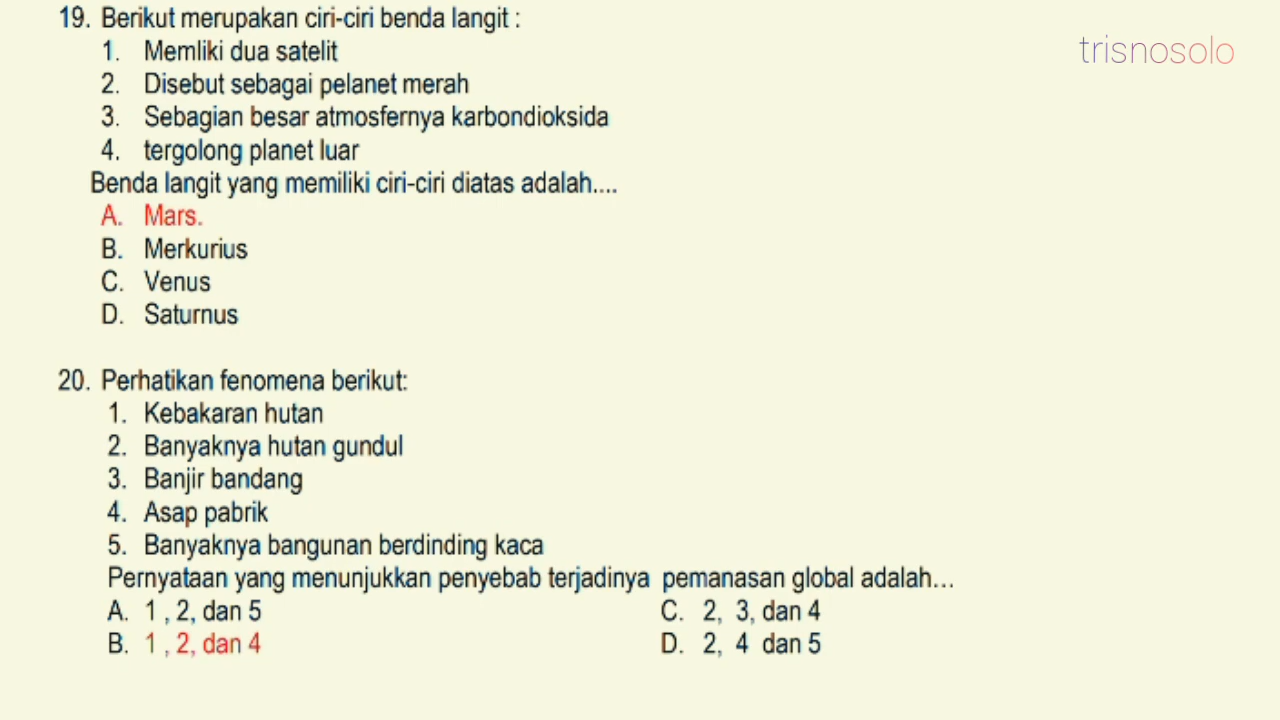 19. Berikut merupakan ciri-ciri benda langit :
trisnosolo
1. Memliki dua satelit
2. Disebut sebagai pelanet merah
3. Sebagian besar atmosfernya karbondioksida
4. tergolong planet luar
Benda langit yang memiliki ciri-ciri diatas adalah....
A. Mars.
B. Merkurius
C. Venus
D. Saturnus
20. Perhatikan fenomena berikut:
1. Kebakaran hutan
2. Banyaknya hutan gundul
3. Banjir bandang
4. Asap pabrik
5. Banyaknya bangunan berdinding kaca
Pernyataan yang menunjukkan penyebab terjadinya pemanasan global adalah...
A. 1 , 2, dan 5
B. 1 , 2, dan 4
C. 2, 3, dan 4
D. 2, 4 dan 5